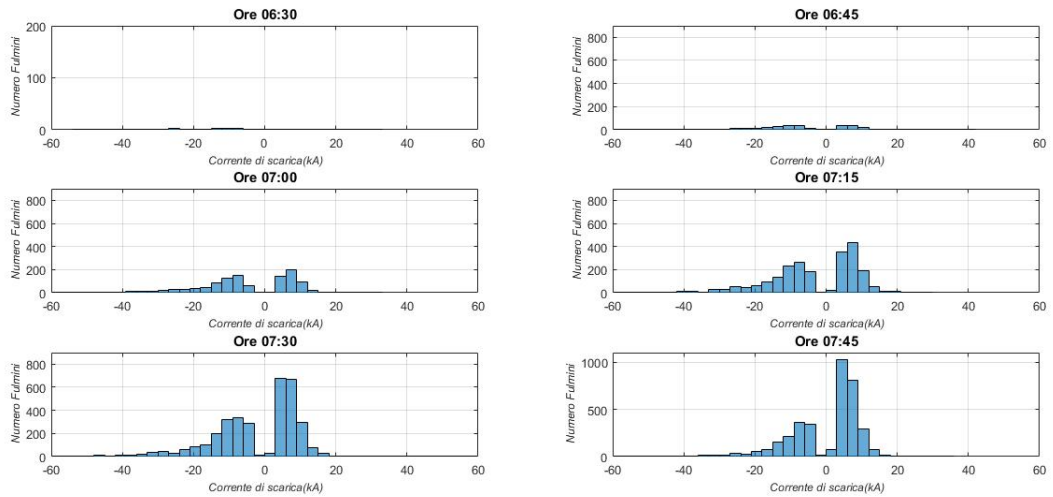 Ore 06:30
200
100
0
Numero Fulmini
-60 -40 -20 0 20 40 60
Corrente di scarica(kA)
Ore 06:45
800
600
400
200
0
Numero Fulmini
-60 -40 -20 0 20 40 60
Corrente di scarica(kA)
Ore 07:00
800
600
400
200
0
Numero Fulmini
-60 -40 -20 0 20 40 60
Corrente di scarica(kA)
Ore 07:15
800
600
400
200
0
Numero Fulmini
-60 -40 -20 0 20 40 60
Corrente di scarica(kA)
Ore 07:30
800
600
400
200
0
Numero Fulmini
-60 -40 -20 0 20 40 60
Corrente di scarica(kA)
Ore 07:45
1000
500
0
Numero Fulmini
-60 -40 -20 0 20 40 60
Corrente di scarica(kA)